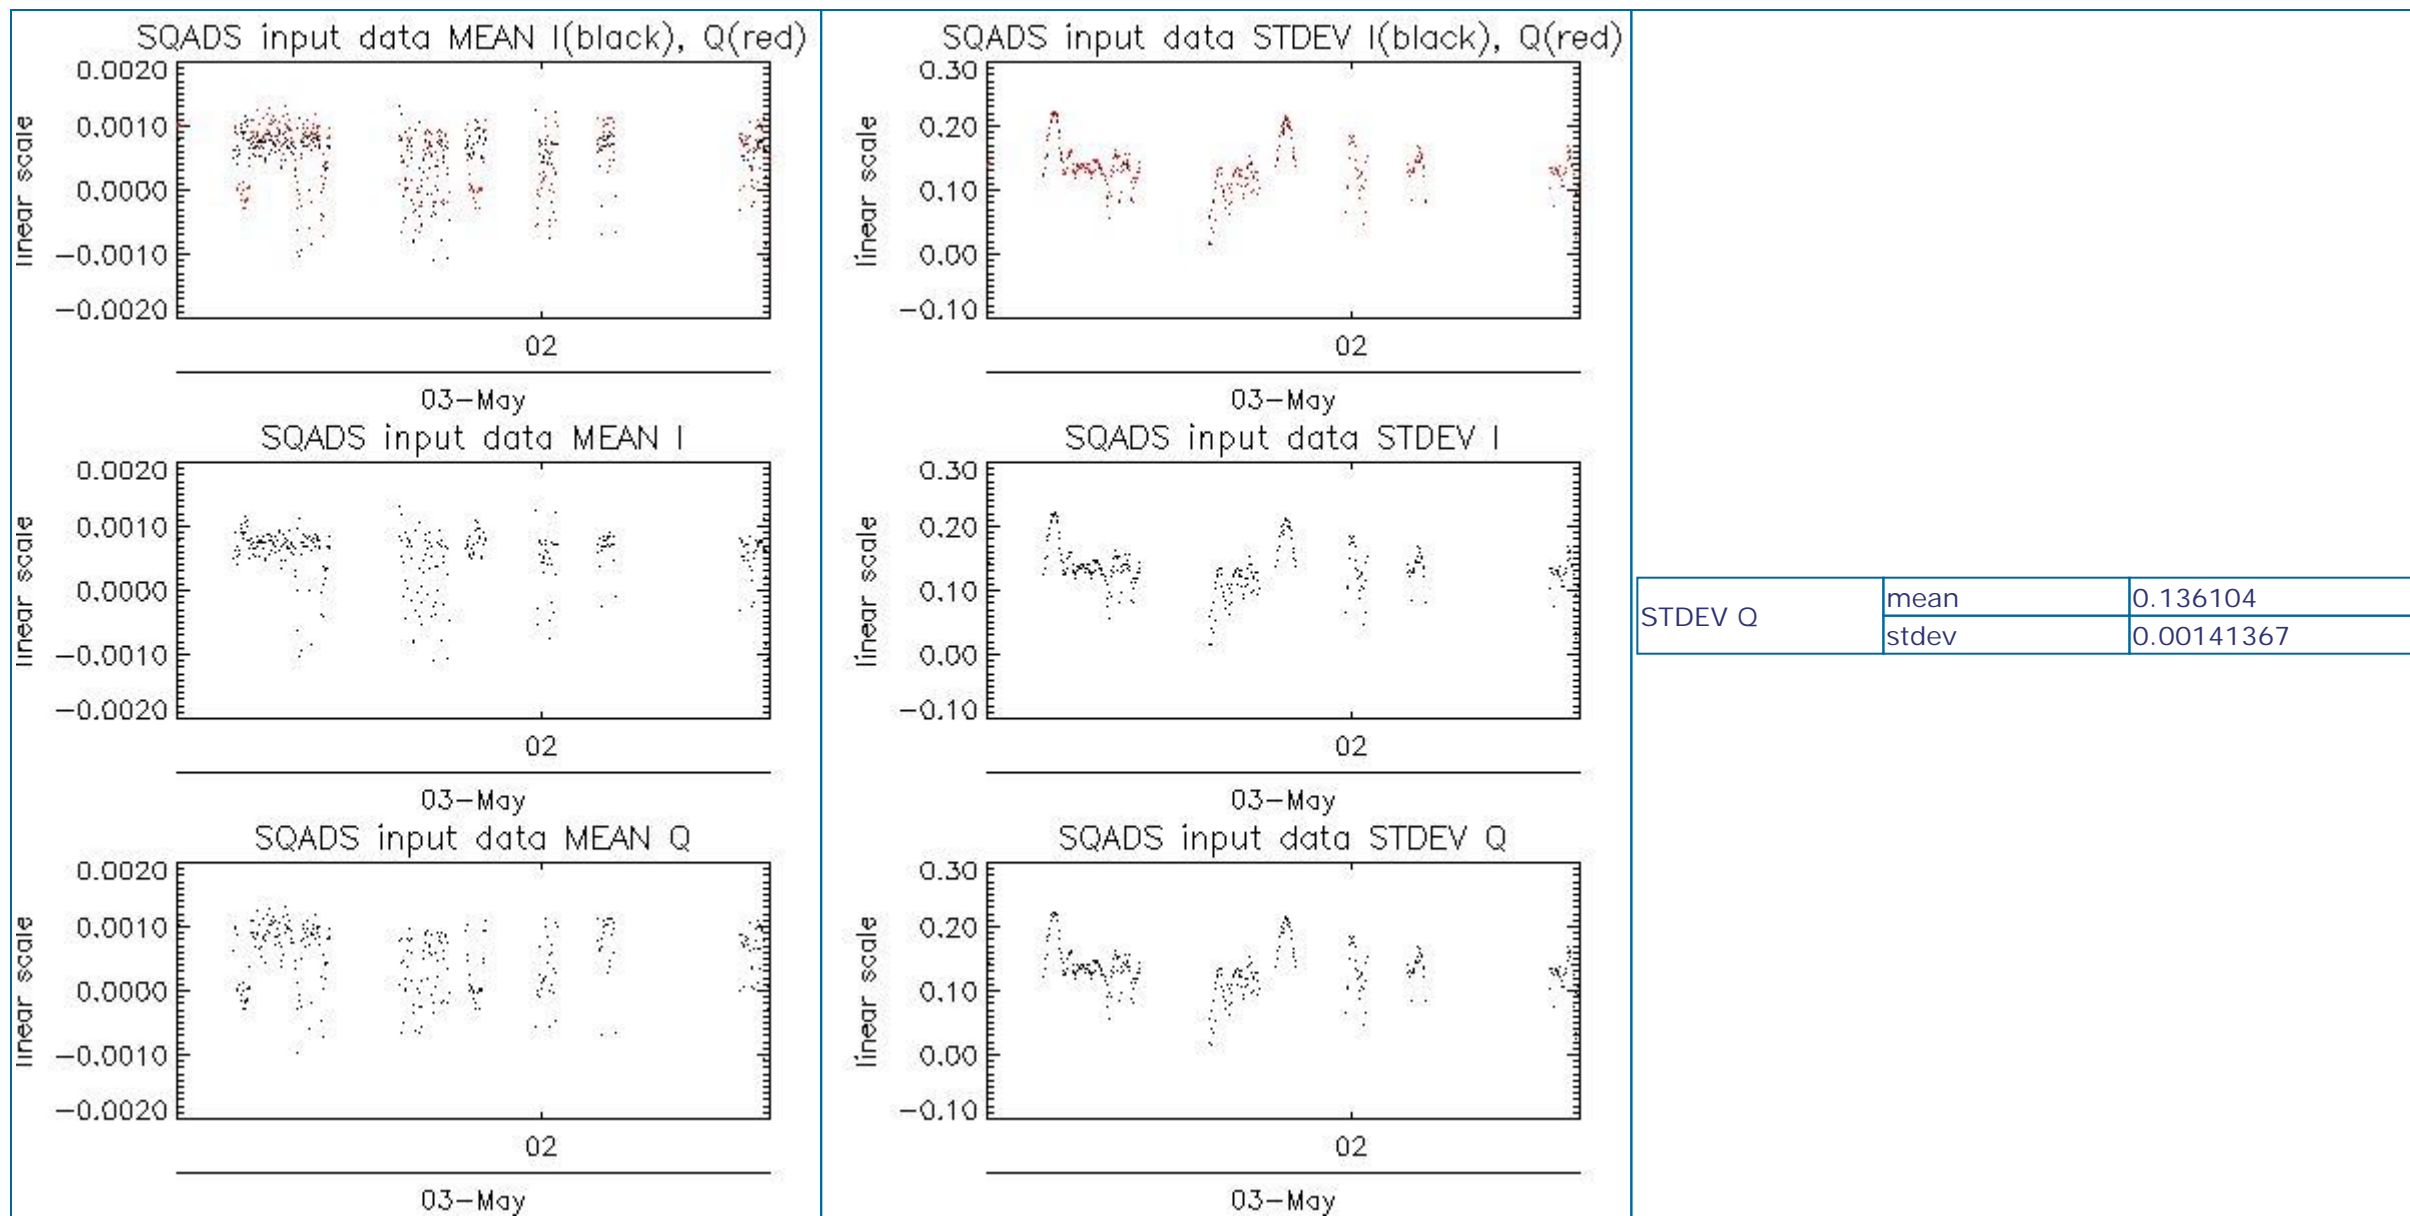 SQADS input data MEAN I(black), Q(red)
linear scale
0.0020
0.0010
0.0000
-0.0010
-0.0020
02
03-May
SQADS input data MEAN I
linear scale
0.0020
0.0010
0.0000
-0.0010
-0.0020
02
03-May
SQADS input data MEAN Q
linear scale
0.0020
0.0010
0.0000
-0.0010
-0.0020
02
03-May
SQADS input data STDEV I(black), Q(red)
linear scale
0.30
0.20
0.10
0.00
-0.10
02
03-May
SQADS input data STDEV I
linear scale
0.30
0.20
0.10
0.00
-0.10
02
03-May
SQADS input data STDEV Q
linear scale
0.30
0.20
0.10
0.00
-0.10
02
03-May
STDEV Q
mean 0.136104
stdev 0.00141367